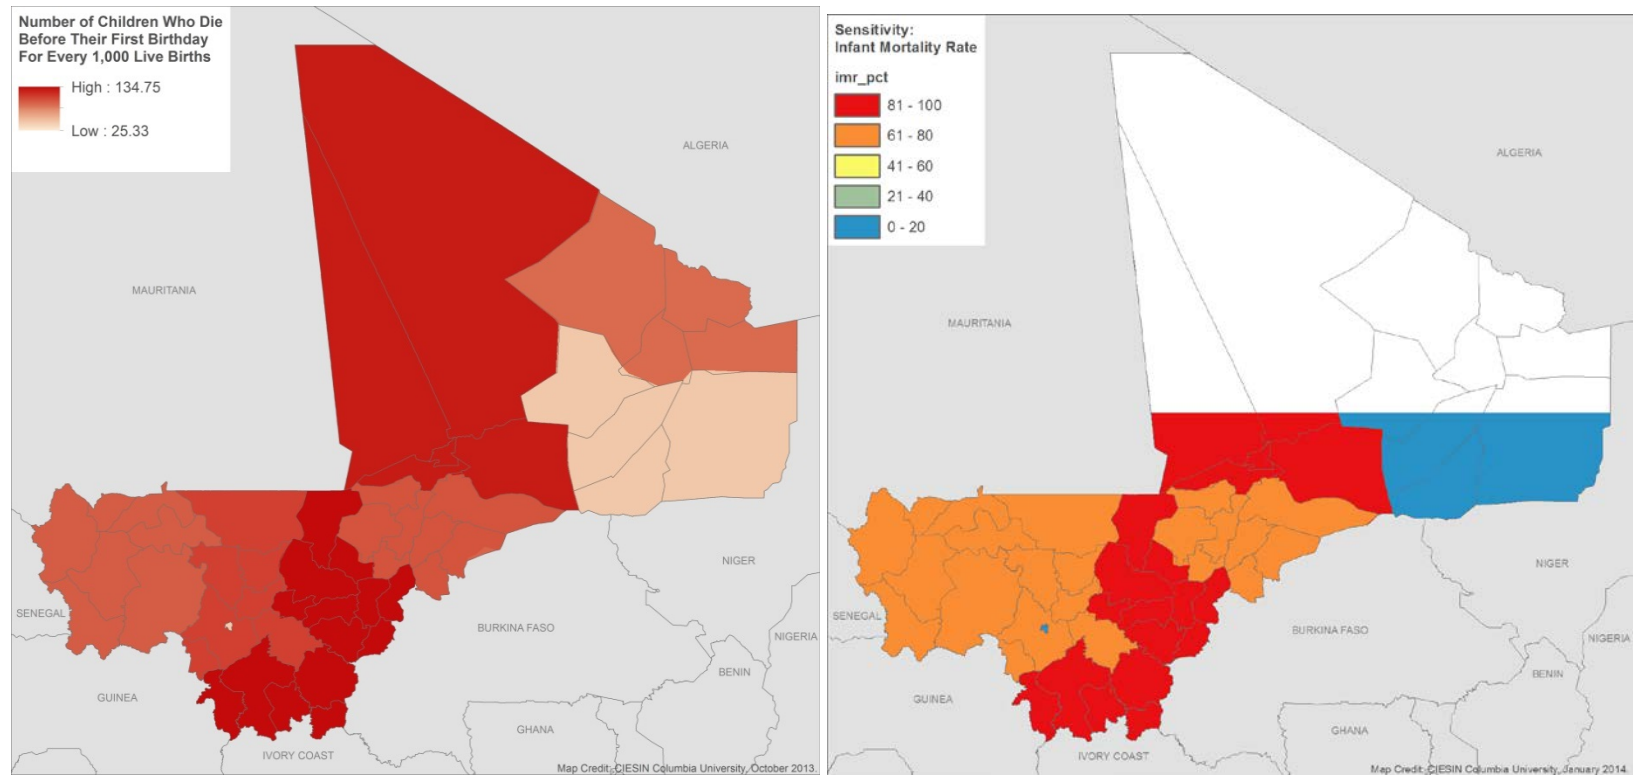 Number of Children Who Die
Before Their First Birthday
For Every 1,000 Live Births
High : 134.75
Low : 25.33
ALGERIA
MAURITANIA
NIGER
SENEGAL
BURKINA FASO
NIGERIA
BENIN
GUINEA
GHANA
IVORY COAST
Map Credit: CIESIN Columbia University, October 2013.
Sensitivity:
Infant Mortality Rate
imr_pct
81 - 100
61 - 80
41 - 60
21 - 40
0 - 20
ALGERIA
MAURITANIA
NIGER
SENEGAL
BURKINA FASO
NIGERIA
BENIN
GUINEA
GHANA
IVORY COAST
Map Credit: CIESIN Columbia University, January 2014.